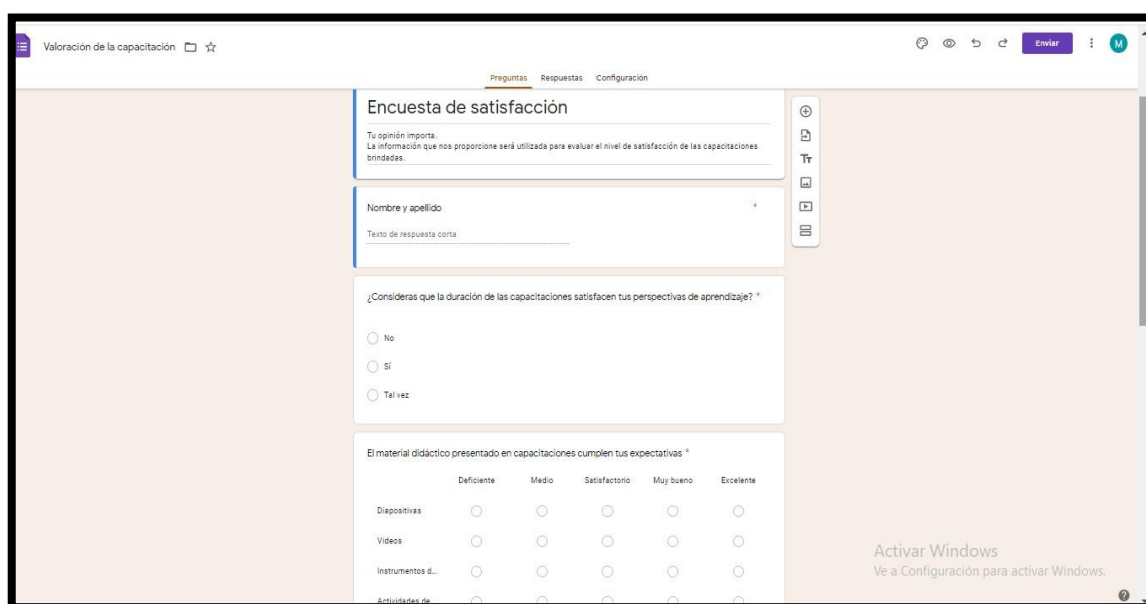 Valoración de la capacitación
Enviar
M
Preguntas Respuestas Configuración
Encuesta de satisfacción
Tu opinión importa.
La información que nos proporcione será utilizada para evaluar el nivel de satisfacción de las capacitaciones
brindadas.
Nombre y apellido *
Texto de respuesta corta
¿Consideras que la duración de las capacitaciones satisfacen tus perspectivas de aprendizaje? *
No
Sí
Tal vez
El material didáctico presentado en capacitaciones cumplen tus expectativas *
Deficiente Medio Satisfactorio Muy bueno Excelente
Diapositivas
Videos
Instrumentos d...
Actividades de
Activar Windows
Ve a Configuración para activar Windows.